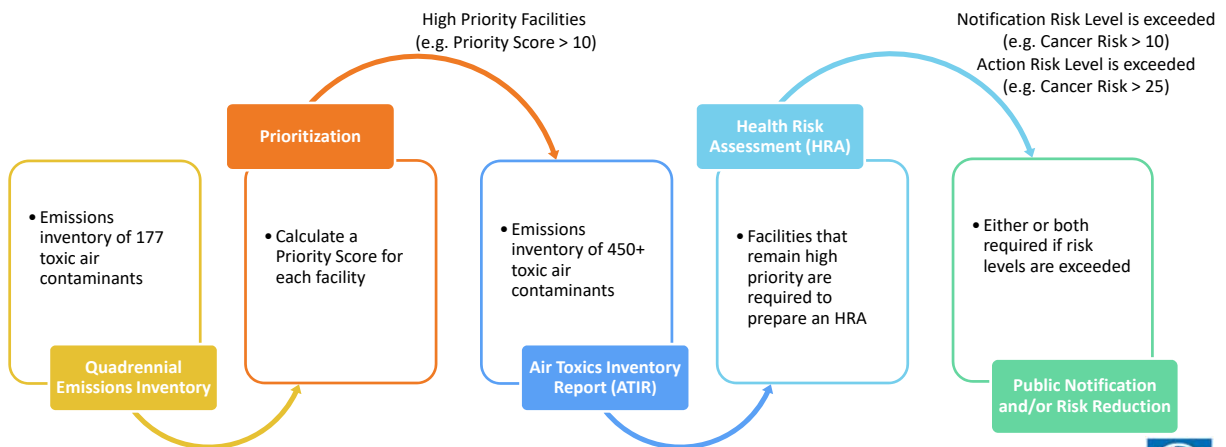 High Priority Facilities
(e.g. Priority Score > 10)
Notification Risk Level is exceeded
(e.g. Cancer Risk > 10)
Action Risk Level is exceeded
(e.g. Cancer Risk > 25)
• Emissions
inventory of 177
toxic air
contaminants
Quadrennial
Emissions Inventory
Prioritization
• Calculate a
Priority Score for
each facility
• Emissions
inventory of 450+
toxic air
contaminants
Air Toxics Inventory
Report (ATIR)
Health Risk
Assessment (HRA)
• Facilities that
remain high
priority are
required to
prepare an HRA
• Either or both
required if risk
levels are exceeded
Public Notification
and/or Risk Reduction